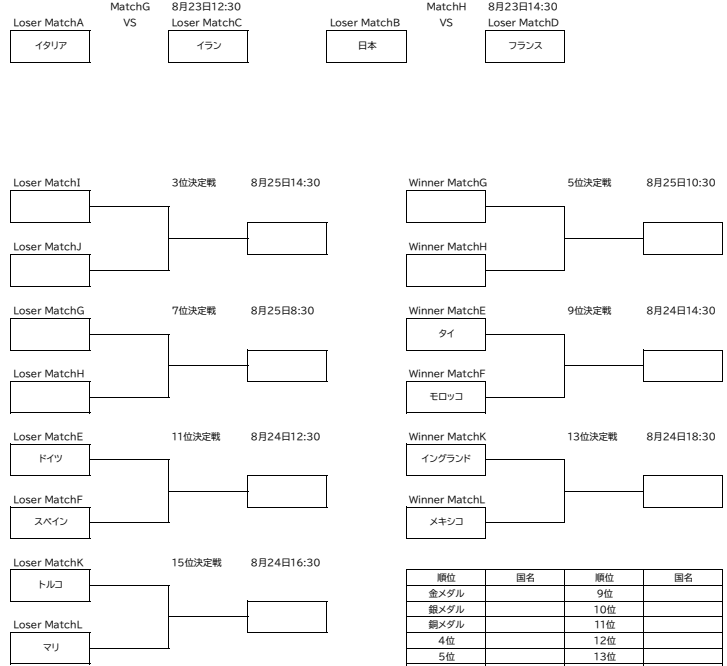 MatchG 8月23日12:30 MatchH 8月23日14:30
Loser MatchA VS Loser MatchC Loser MatchB VS Loser MatchD
イタリア イラン 日本 フランス
Loser MatchI 3位決定戦 8月25日14:30 Winner MatchG 5位決定戦 8月25日10:30
Loser MatchJ Winner MatchH
Loser MatchG 7位決定戦 8月25日8:30 Winner MatchE 9位決定戦 8月24日14:30
タイ
Loser MatchH Winner MatchF
モロッコ
Loser MatchE 11位決定戦 8月24日12:30 Winner MatchK 13位決定戦 8月24日18:30
ドイツ イングランド
Loser MatchF Winner MatchL
スペイン メキシコ
Loser MatchK 15位決定戦 8月24日16:30
トルコ 順位 国名 順位 国名
金メダル 9位
銀メダル 10位
Loser MatchL 銅メダル 11位
マリ 4位 12位
5位 13位